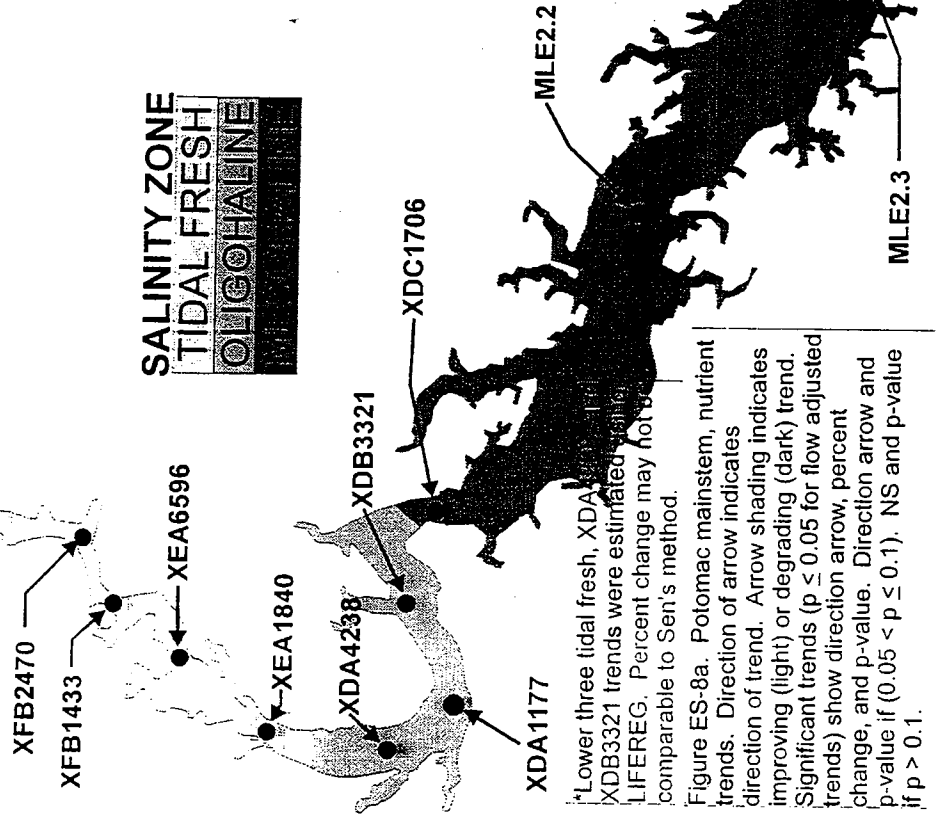 SALINITY ZONE
TIDAL FRESH
OLIGOHALINE
XFB2470
XFB1433
XEA6596
XEA1840
XDA4238
XDA1177
XDB3321
XDC1706
MLE2.2
MLE2.3
*Lower three tidal fresh, XDA
XDB3321 trends were estimated
LIFEREG. Percent change may not
comparable to Sen's method.
Figure ES-8a. Potomac mainstem, nutrient
trends. Direction of arrow indicates
direction of trend. Arrow shading indicates
improving (light) or degrading (dark) trend.
Significant trends (p ≤ 0.05 for flow adjusted
trends) show direction arrow, percent
change, and p-value. Direction arrow and
p-value if (0.05 < p ≤ 0.1). NS and p-value
if p > 0.1.